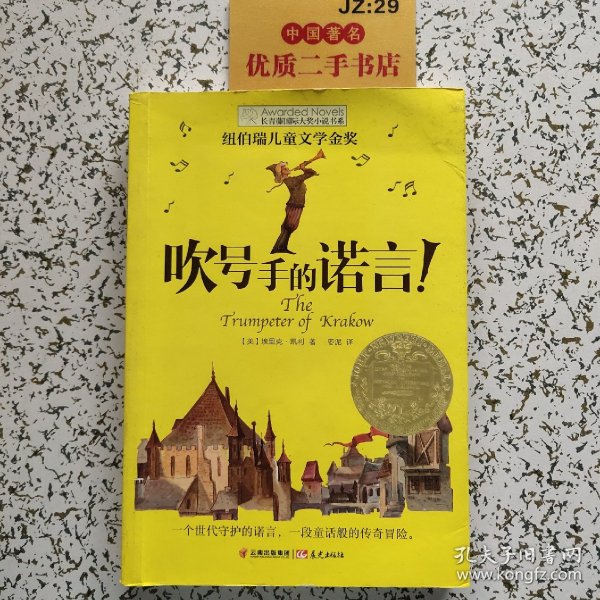 JZ:29
中国著名
优质二手书店
Awarded Novels
长青藤国际大奖小说书系
纽伯瑞儿童文学金奖
吹号手的诺言!
The
Trumpeter of Krakow
【美】埃里克·凯利 著 安泥 译
一个世代守护的诺言，一段童话般的传奇冒险。
云南出版集团 晨光出版社
孔夫子旧书网
www.kongfz.com